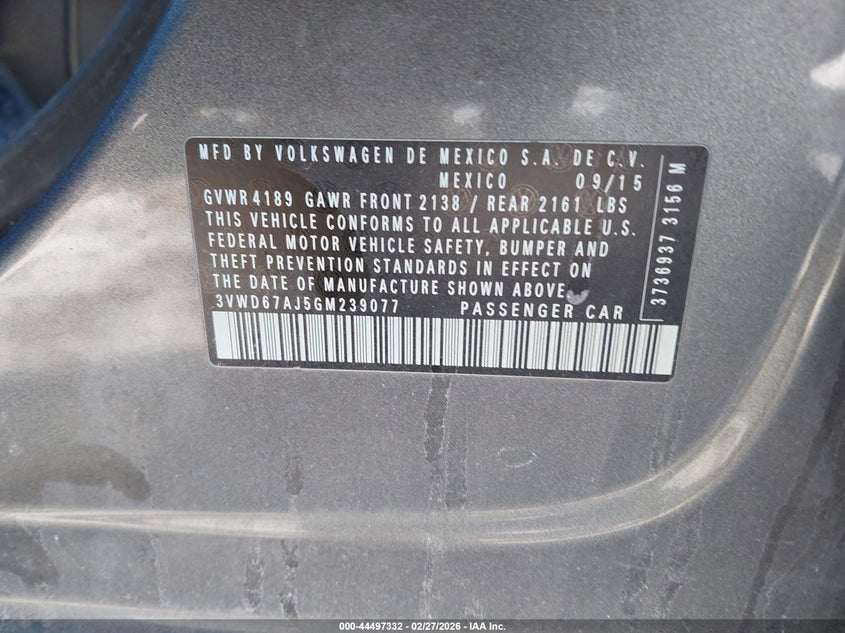 MFD BY VOLKSWAGEN DE MEXICO S.A. DE C.V.
MEXICO 09/15
GVWR 4189 GAWR FRONT 2138 / REAR 2161 LBS
THIS VEHICLE CONFORMS TO ALL APPLICABLE U.S.
FEDERAL MOTOR VEHICLE SAFETY, BUMPER AND
THEFT PREVENTION STANDARDS IN EFFECT ON
THE DATE OF MANUFACTURE SHOWN ABOVE
3VWD67AJ5GM239077 PASSENGER CAR
3736937 3156 M
000-44497332 - 02/27/2026 - IAA Inc.